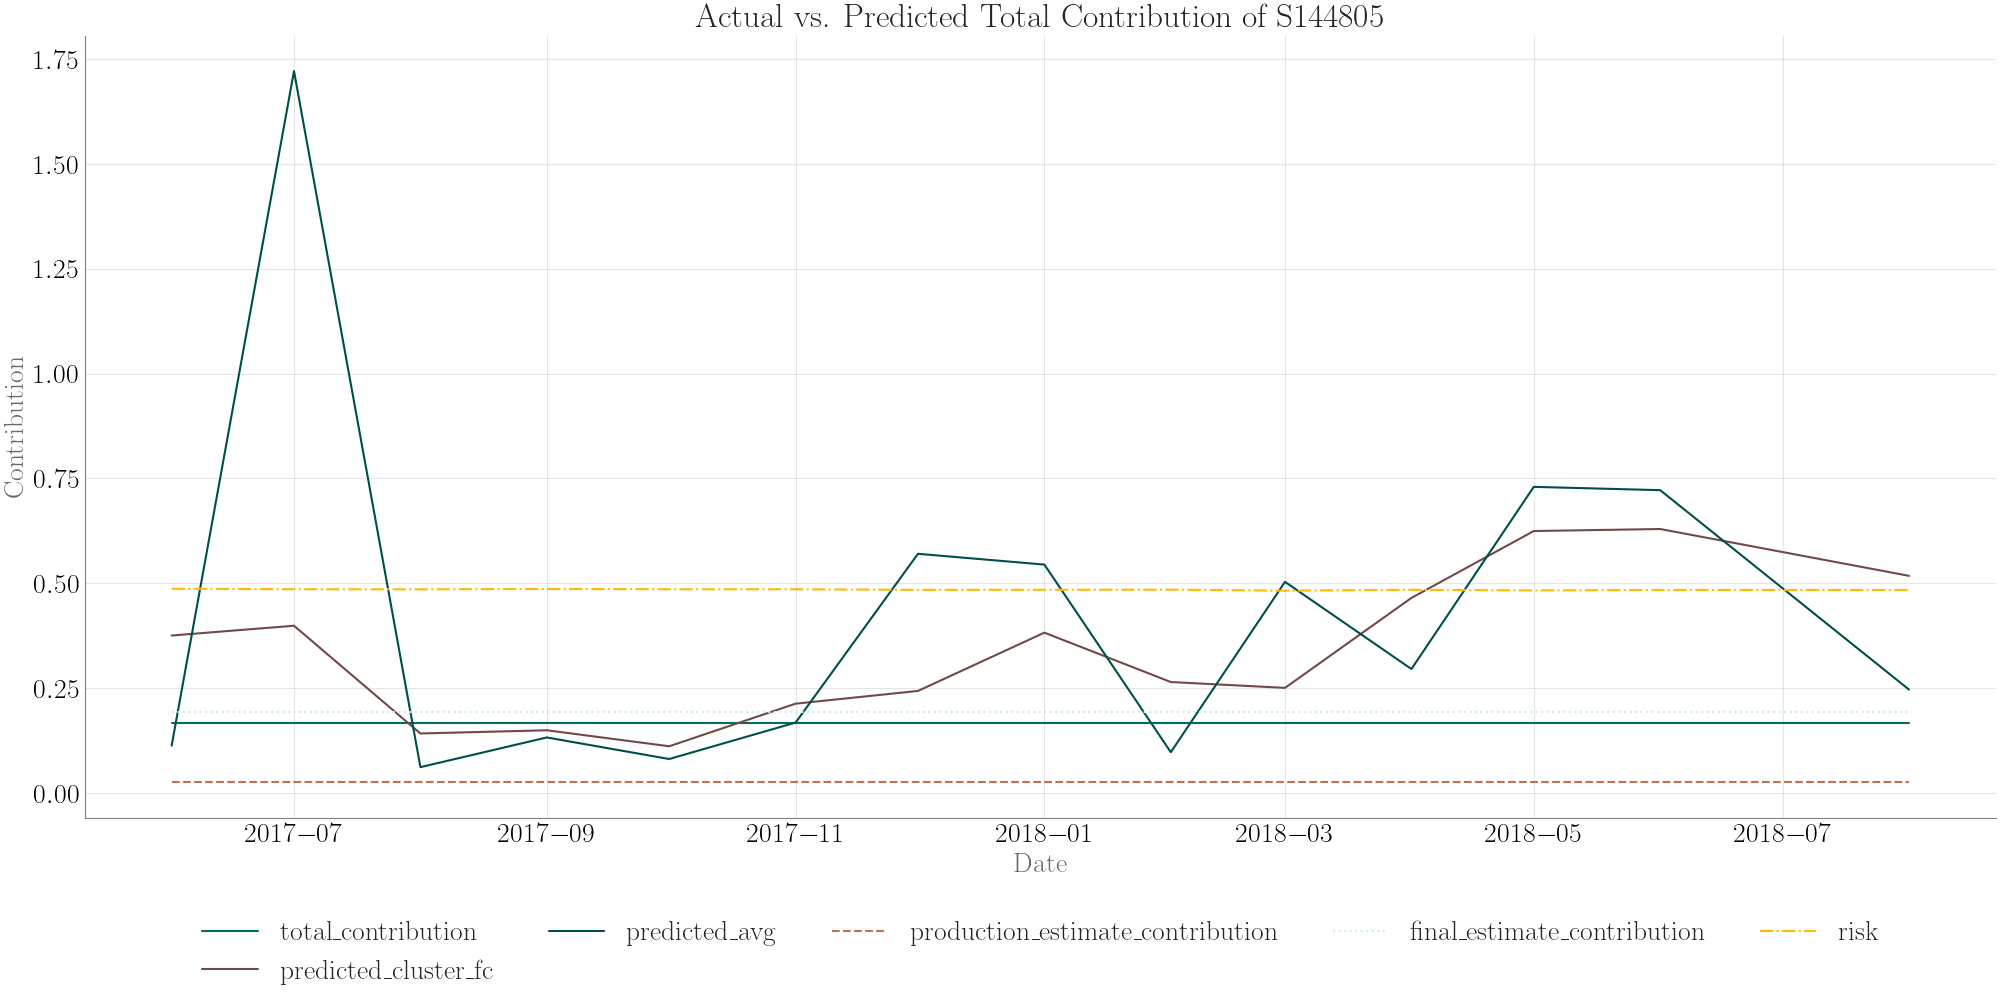 Actual vs. Predicted Total Contribution of S144805
1.75
1.50
1.25
1.00
0.75
0.50
0.25
0.00
Contribution
2017–07 2017–09 2017–11 2018–01 2018–03 2018–05 2018–07
Date
total_contribution predicted_avg production_estimate_contribution final_estimate_contribution risk
predicted_cluster_fc